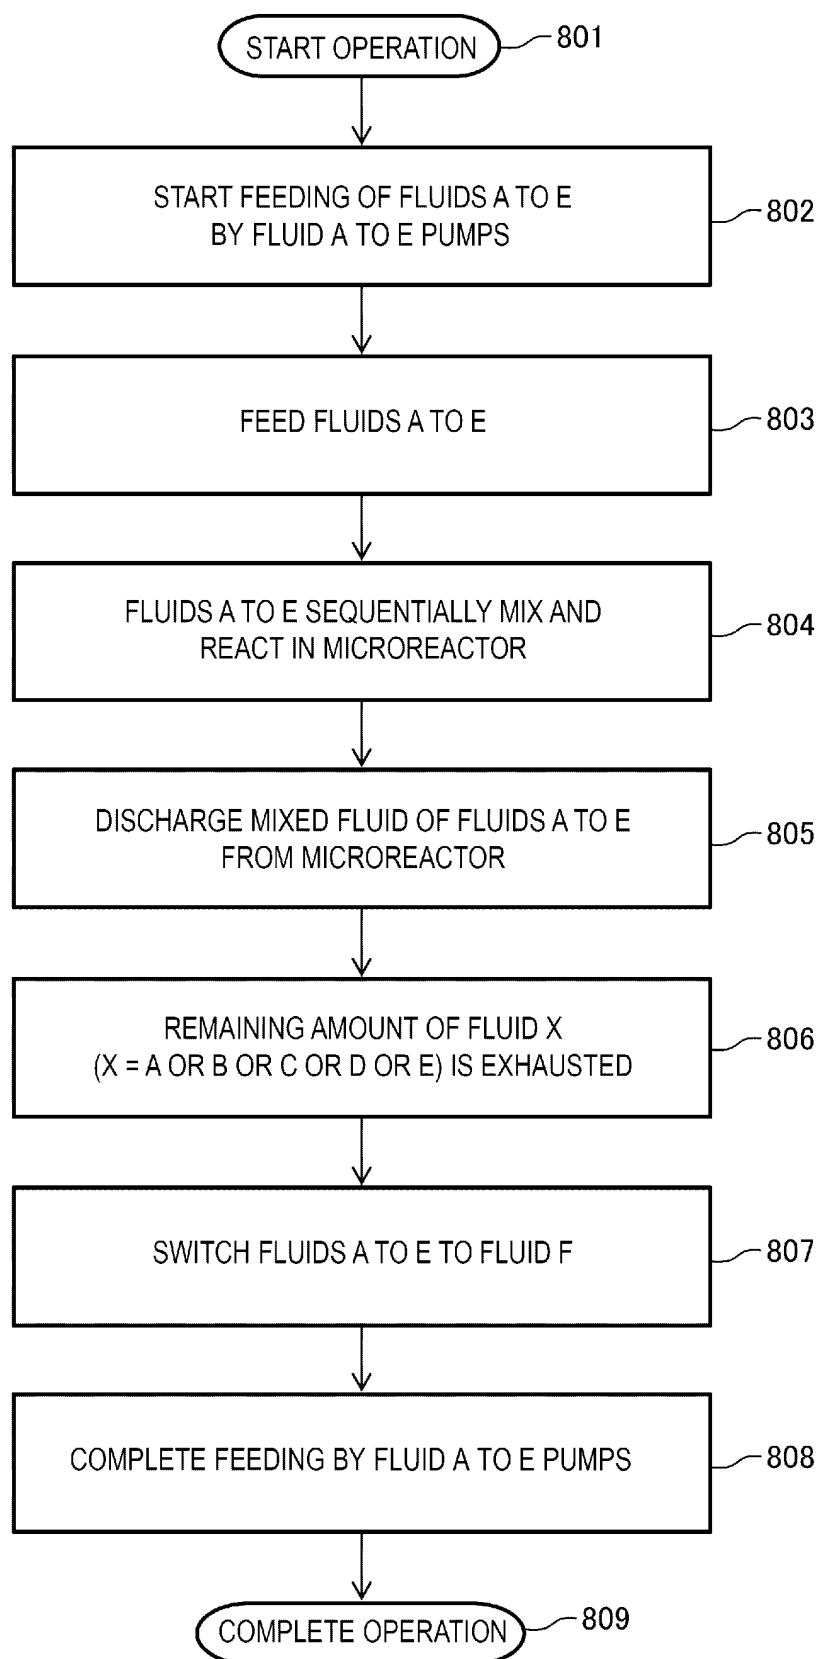 START OPERATION
801
START FEEDING OF FLUIDS A TO E
BY FLUID A TO E PUMPS
802
FEED FLUIDS A TO E
803
FLUIDS A TO E SEQUENTIALLY MIX AND
REACT IN MICROREACTOR
804
DISCHARGE MIXED FLUID OF FLUIDS A TO E
FROM MICROREACTOR
805
REMAINING AMOUNT OF FLUID X
(X = A OR B OR C OR D OR E) IS EXHAUSTED
806
SWITCH FLUIDS A TO E TO FLUID F
807
COMPLETE FEEDING BY FLUID A TO E PUMPS
808
COMPLETE OPERATION
809